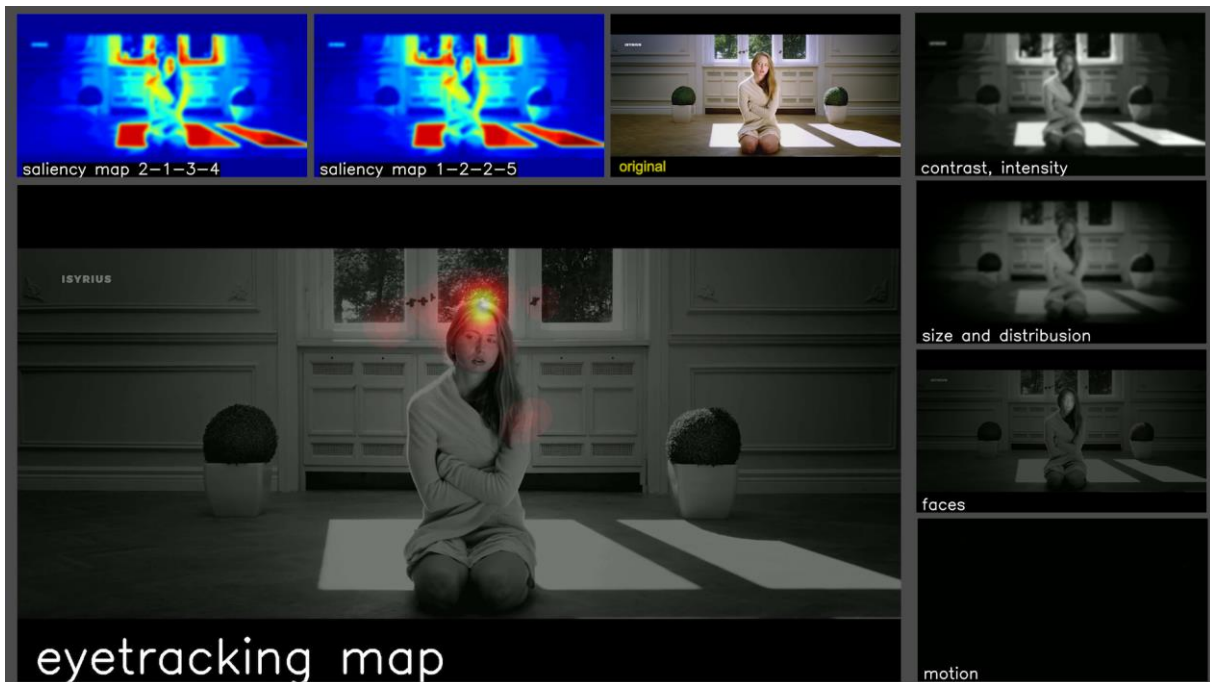 saliency map 2-1-3-4
saliency map 1-2-2-5
original
contrast, intensity
size and distribusion
ISYRIUS
faces
eyetracking map
motion